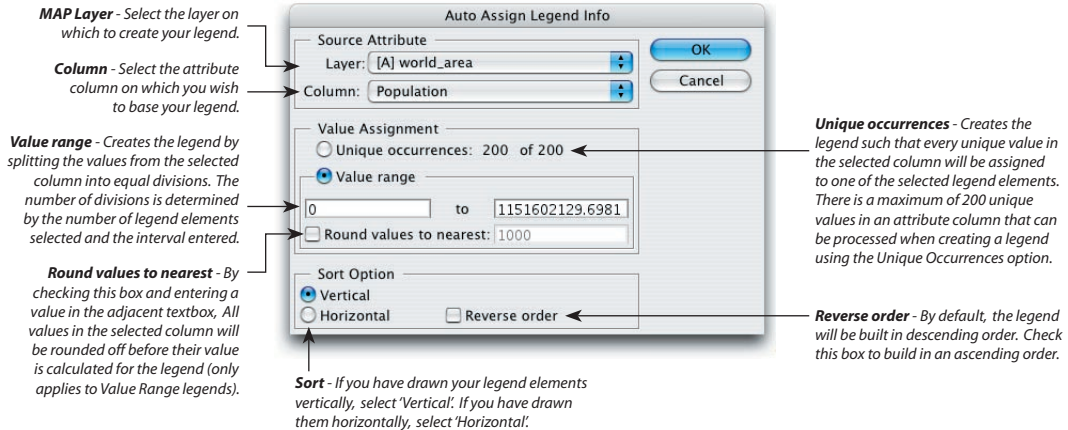 MAP Layer - Select the layer on
which to create your legend.
Column - Select the attribute
column on which you wish
to base your legend.
Value range - Creates the legend by
splitting the values from the selected
column into equal divisions. The
number of divisions is determined
by the number of legend elements
selected and the interval entered.
Round values to nearest - By
checking this box and entering a
value in the adjacent textbox, All
values in the selected column will
be rounded off before their value
is calculated for the legend (only
applies to Value Range legends).
Auto Assign Legend Info
Source Attribute
Layer: [A] world_area
Column: Population
OK
Cancel
Value Assignment
Unique occurrences: 200 of 200
Value range
0 to 1151602129.6981
Round values to nearest: 1000
Sort Option
Vertical
Horizontal Reverse order
Sort - If you have drawn your legend elements
vertically, select 'Vertical'. If you have drawn
them horizontally, select 'Horizontal'.
Unique occurrences - Creates the
legend such that every unique value in
the selected column will be assigned
to one of the selected legend elements.
There is a maximum of 200 unique
values in an attribute column that can
be processed when creating a legend
using the Unique Occurrences option.
Reverse order - By default, the legend
will be built in descending order. Check
this box to build in an ascending order.